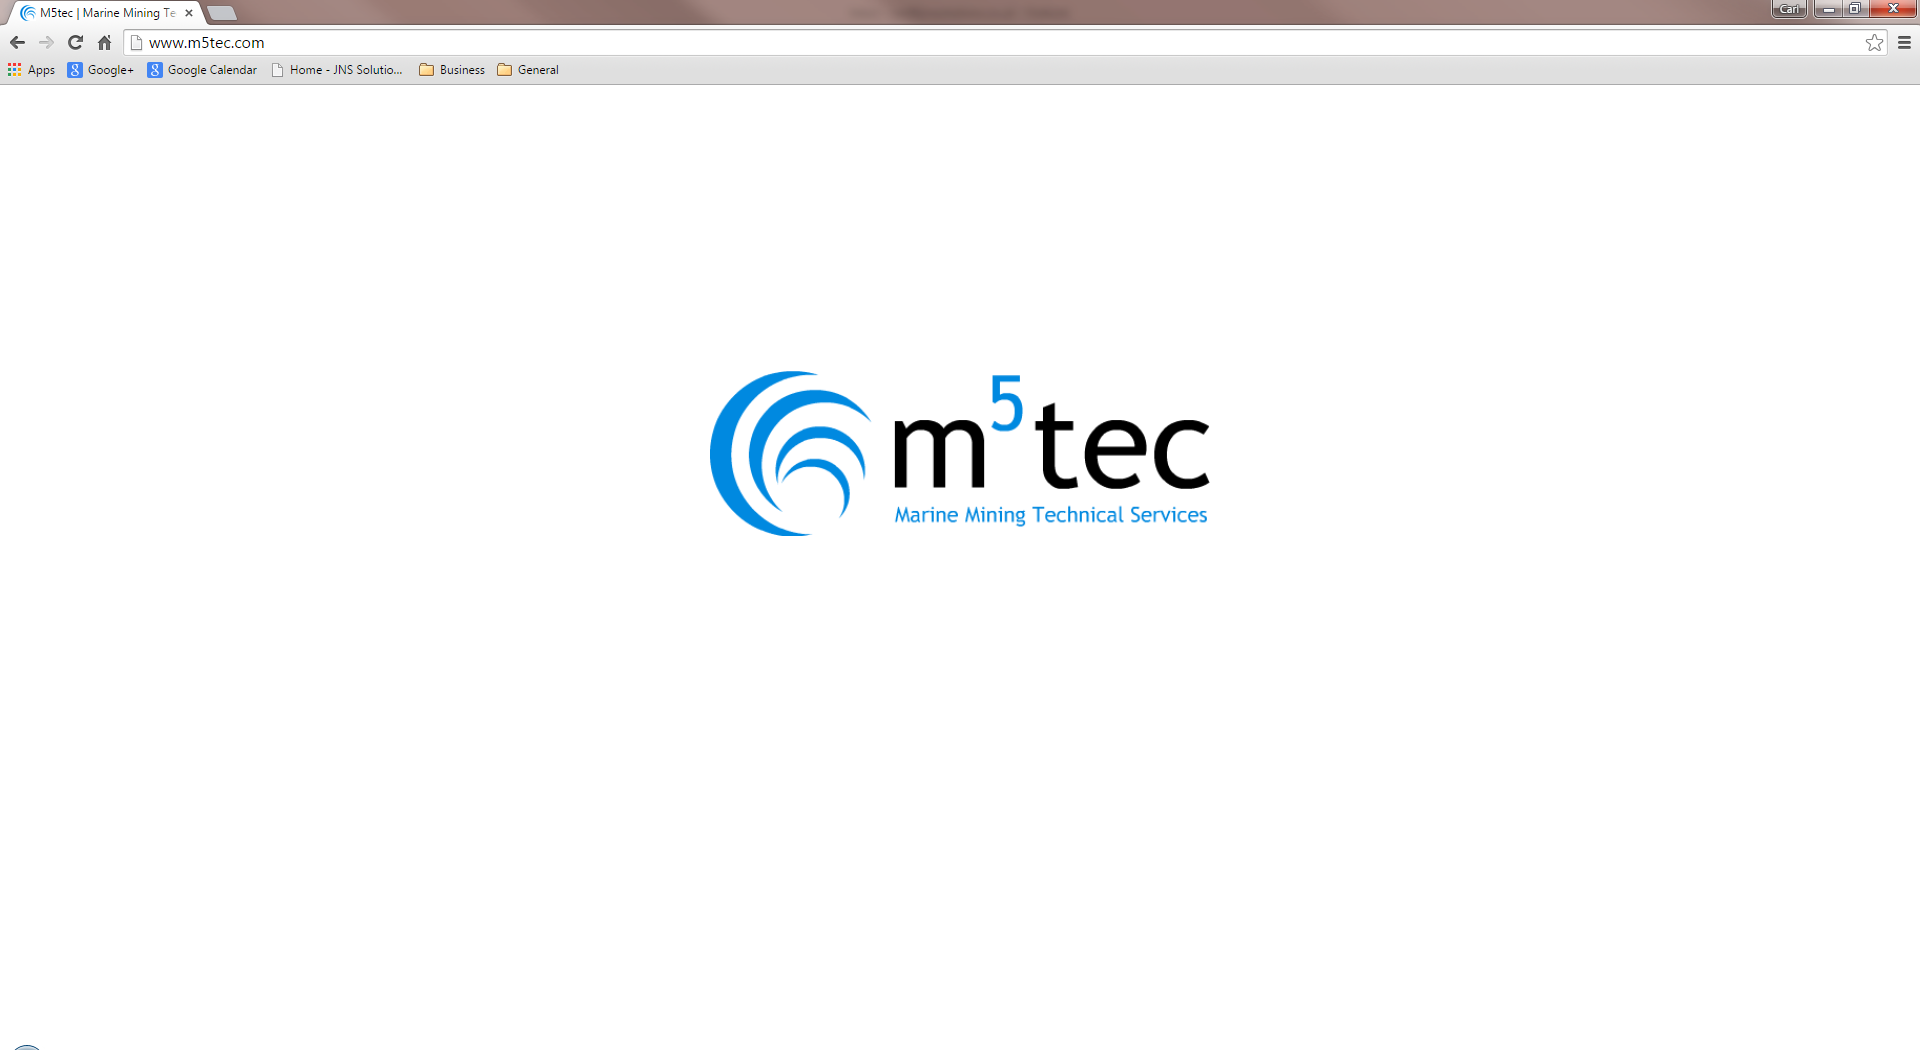 M5tec | Marine Mining Te
Carl
www.m5tec.com
Apps Google+ Google Calendar Home - JNS Solutio... Business General
m5tec
Marine Mining Technical Services